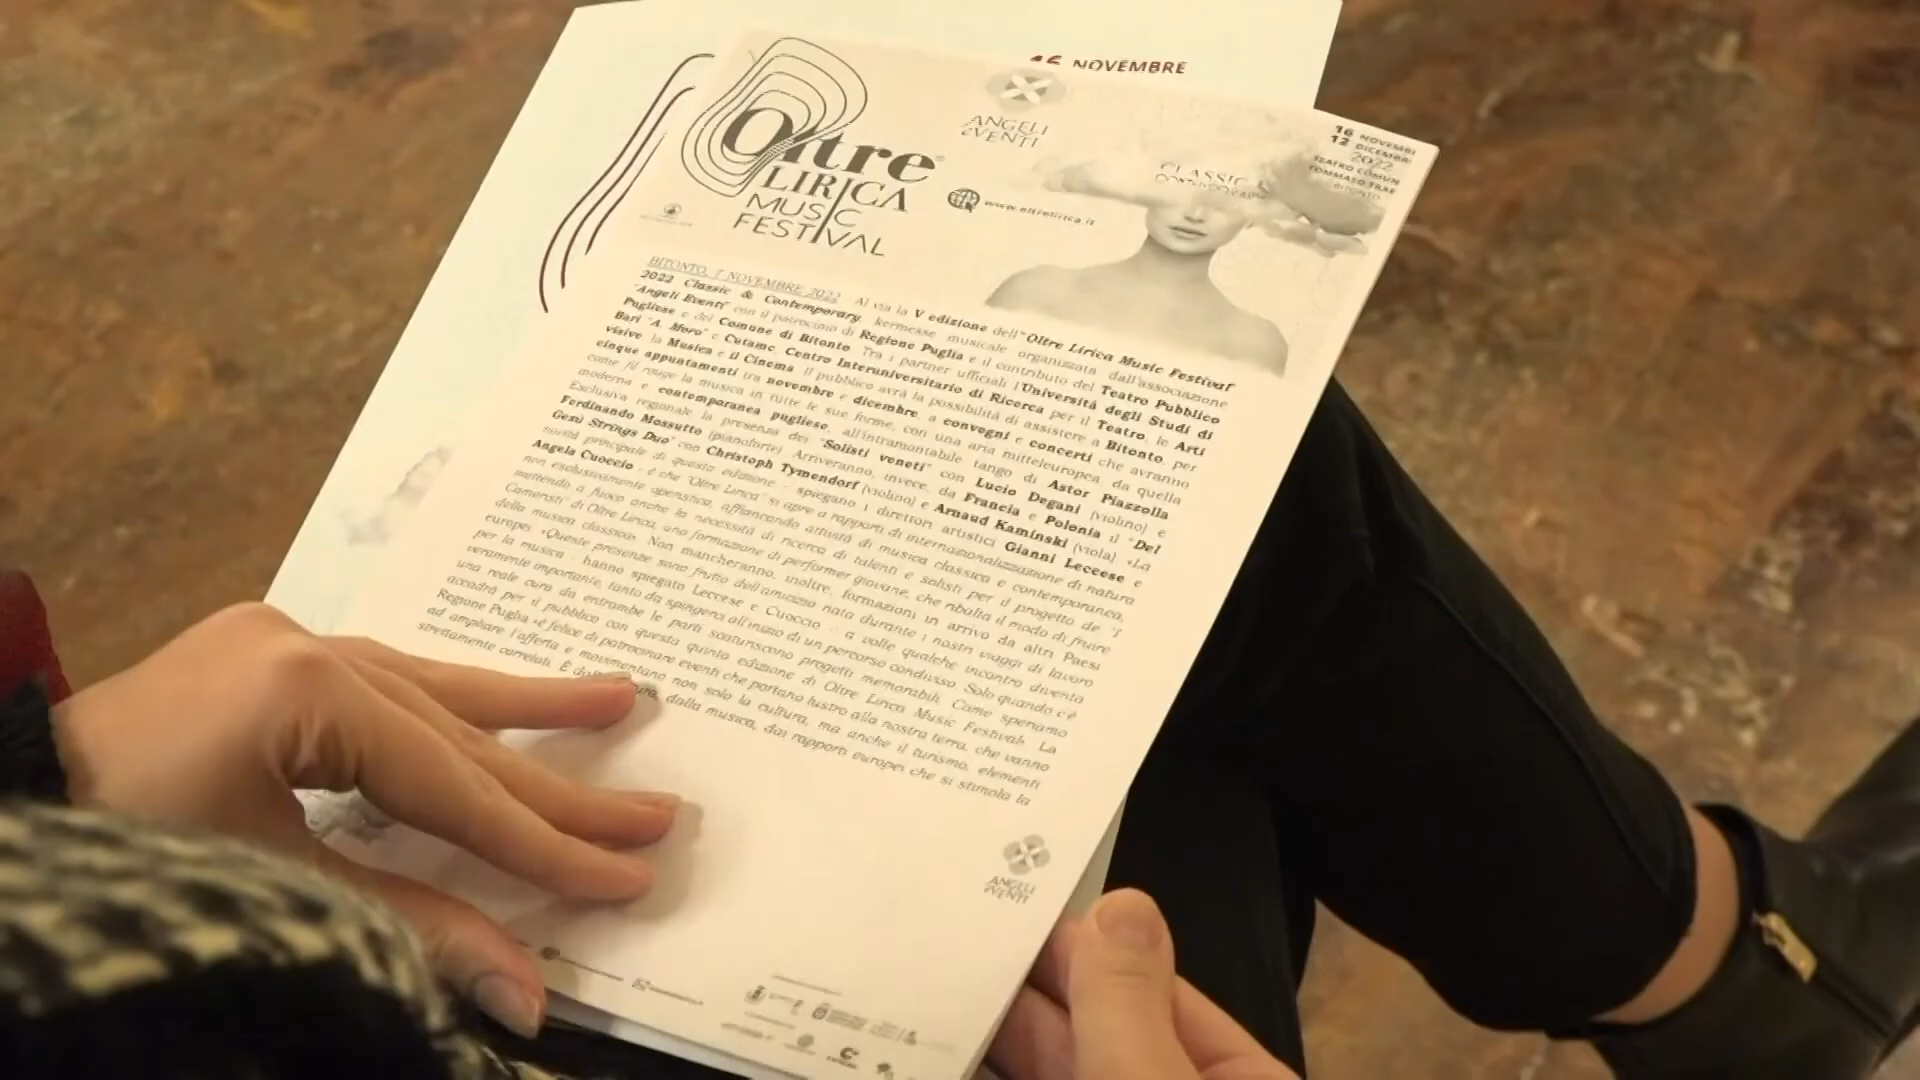 16 NOVEMBRE
Oltre
LIRICA
MUSIC
FESTIVAL
ANGELI
eVENTI
www.oltrelirica.it
CLASSIC &
CONTEMPORARY
16 NOVEMBRE
12 DICEMBRE
2022
TEATRO COMUN
TOMMASO TRAE
BITONTO
BITONTO, 7 NOVEMBRE 2022 Al via la V edizione dell'"Oltre Lirica Music Festival
2022 Classic & Contemporary, kermesse musicale organizzata dall'associazione
"Angeli Eventi" con il patrocinio di Regione Puglia e il contributo del Teatro Pubblico
Pugliese e del Comune di Bitonto. Tra i partner ufficiali l'Università degli Studi di
Bari "A. Moro" e Cutamc, Centro Interuniversitario di Ricerca per il Teatro, le Arti
visive, la Musica e il Cinema. Il pubblico avrà la possibilità di assistere a Bitonto, per
cinque appuntamenti tra novembre e dicembre, a convegni e concerti che avranno
come fil rouge la musica in tutte le sue forme, con una aria mitteleuropea, da quella
moderna e contemporanea pugliese, all'intramontabile tango di Astor Piazzolla.
Esclusiva regionale la presenza dei "Solisti veneti" con Lucio Degani (violino) e
Ferdinando Mossutto (pianoforte). Arriveranno, invece, da Francia e Polonia il "Del
Gesù Strings Duo" con Christoph Tymendorf (violino) e Arnaud Kaminski (viola). «La
novità principale di questa edizione - spiegano i direttori artistici Gianni Leccese e
Angela Cuoccio -, è che "Oltre Lirica" si apre a rapporti di internazionalizzazione di natura
non esclusivamente operistica, affiancando attività di musica classica e contemporanea,
mettendo a fuoco anche la necessità di ricerca di talenti e solisti per il progetto de "I
Cameristi" di Oltre Lirica, una formazione di performer giovane, che ribalta il modo di fruire
della musica classica». Non mancheranno, inoltre, formazioni in arrivo da altri Paesi
europei. «Queste presenze sono frutto dell'amicizia nata durante i nostri viaggi di lavoro
per la musica - hanno spiegato Leccese e Cuoccio - a volte qualche incontro diventa
veramente importante, tanto da spingerci all'inizio di un percorso condiviso. Solo quando c'è
una reale cura da entrambe le parti scaturiscono progetti memorabili. Come speriamo
accadrà per il pubblico con questa quinta edizione di Oltre Lirica Music Festival». La
Regione Puglia «è felice di patrocinare eventi che portano lustro alla nostra terra, che vanno
ad ampliare l'offerta e movimentano non solo la cultura, ma anche il turismo, elementi
strettamente correlati. È dalla dalla musica, dai rapporti europei che si stimola la
ANGELI
eVENTI